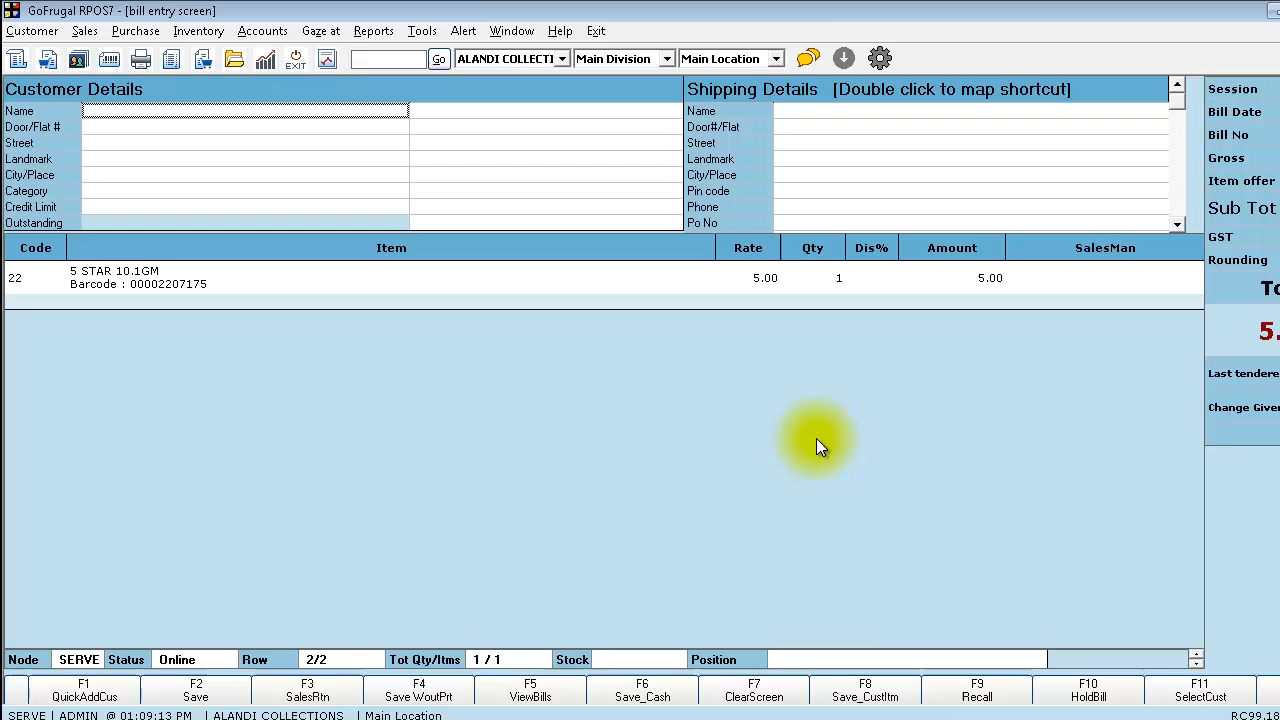 GoFrugal RPOS7 - [bill entry screen]
Customer Sales Purchase Inventory Accounts Gaze at Reports Tools Alert Window Help Exit
EXIT Go ALANDI COLLECTI Main Division Main Location
Customer Details
Name
Door/Flat #
Street
Landmark
City/Place
Category
Credit Limit
Outstanding
Shipping Details [Double click to map shortcut]
Name
Door#/Flat
Street
Landmark
City/Place
Pin code
Phone
Po No
Session
Bill Date
Bill No
Gross
Item offer
Sub Tot
GST
Rounding
To
5.
Last tendere
Change Given
Code Item Rate Qty Dis% Amount SalesMan
22 5 STAR 10.1GM 5.00 1 5.00
Barcode : 00002207175
Node SERVE Status Online Row 2/2 Tot Qty/Itms 1 / 1 Stock Position
F1 F2 F3 F4 F5 F6 F7 F8 F9 F10 F11
QuickAddCus Save SalesRtn Save WoutPrt ViewBills Save_Cash ClearScreen Save_CustItm Recall HoldBill SelectCust
SERVE | ADMIN @ 01:09:13 PM | ALANDI COLLECTIONS | Main Location RC99.18